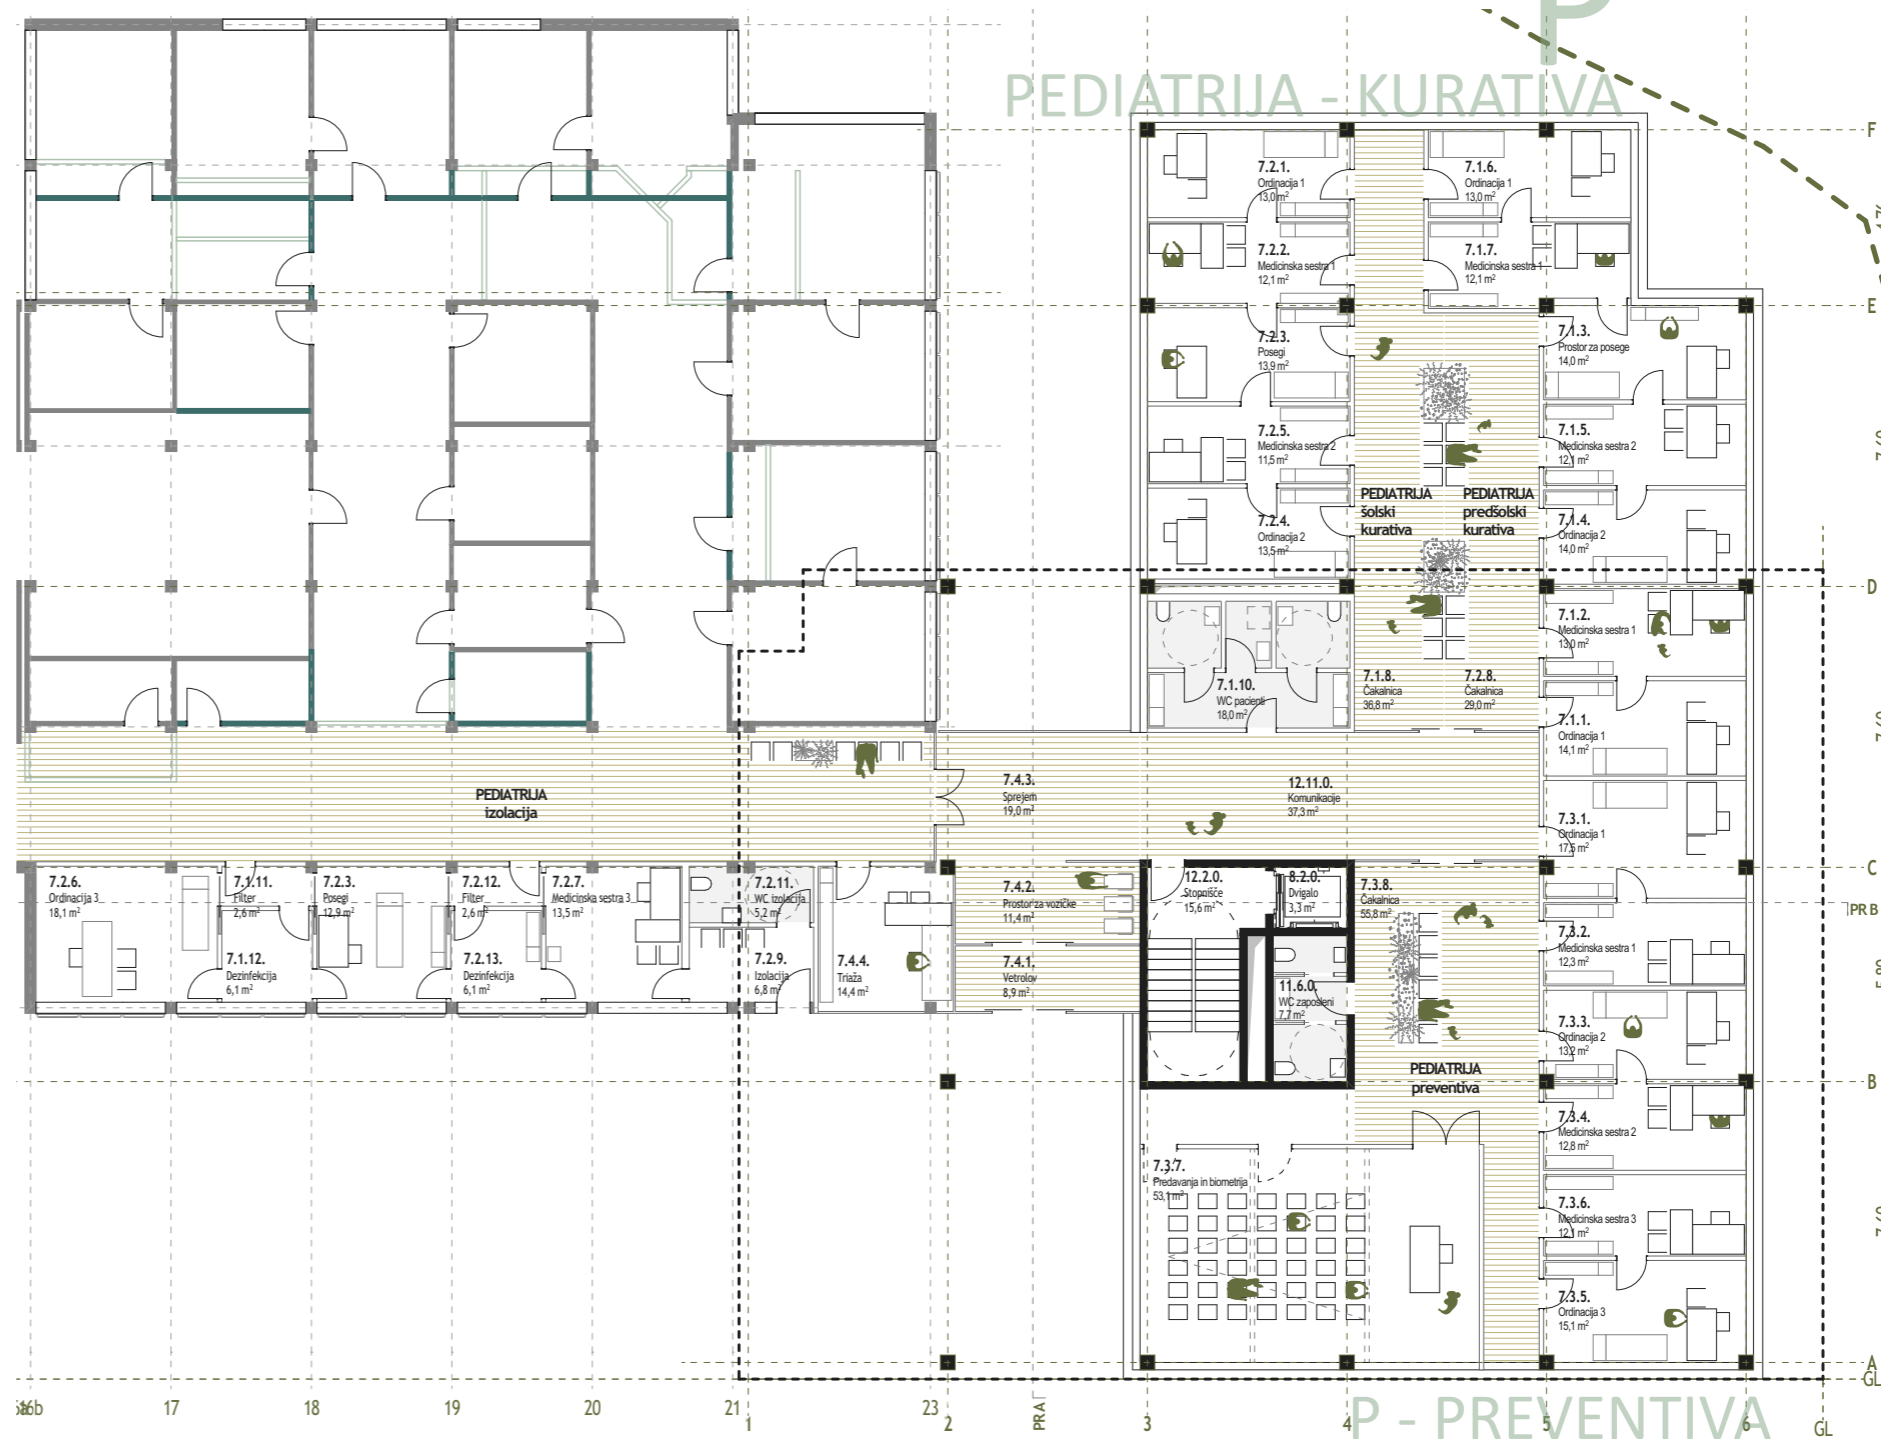 PEDIATRIJA - KURATIVA
F
7.2.1.
Ordinacija 1
13,0 m²
7.1.6.
Ordinacija 1
13,0 m²
7.2.2.
Medicinska sestra 1
12,1 m²
7.1.7.
Medicinska sestra 1
12,1 m²
E
7.2.3.
Posegi
13,9 m²
7.1.3.
Prostor za posege
14,0 m²
7.2.5.
Medicinska sestra 2
11,5 m²
7.1.5.
Medicinska sestra 2
12,1 m²
PEDIATRIJA
šolski
kurativa
PEDIATRIJA
predšolski
kurativa
7.2.4.
Ordinacija 2
13,5 m²
7.1.4.
Ordinacija 2
14,0 m²
D
7.1.2.
Medicinska sestra 1
13,0 m²
7.1.10.
WC pacienti
18,0 m²
7.1.8.
Čakalnica
36,8 m²
7.2.8.
Čakalnica
29,0 m²
7.1.1.
Ordinacija 1
14,1 m²
PEDIATRIJA
izolacija
7.4.3.
Sprejem
19,0 m²
12.11.0.
Komunikacije
37,3 m²
7.3.1.
Ordinacija 1
17,5 m²
C
7.2.6.
Ordinacija 3
18,1 m²
7.1.11.
Filter
2,6 m²
7.2.3.
Posegi
12,9 m²
7.2.12.
Filter
2,6 m²
7.2.7.
Medicinska sestra 3
13,5 m²
7.2.11.
WC izolacija
5,2 m²
7.4.2.
Prostor za vozičke
11,4 m²
12.2.0.
Stopnišče
15,6 m²
8.2.0.
Dvigalo
3,3 m²
7.3.8.
Čakalnica
55,8 m²
PR B
7.3.2.
Medicinska sestra 1
12,3 m²
7.1.12.
Dezinfekcija
6,1 m²
7.2.13.
Dezinfekcija
6,1 m²
7.2.9.
Izolacija
6,8 m²
7.4.4.
Triaža
14,4 m²
7.4.1.
Vetrolov
8,9 m²
11.6.0.
WC zaposleni
7,7 m²
7.3.3.
Ordinacija 2
13,2 m²
PEDIATRIJA
preventiva
B
7.3.4.
Medicinska sestra 2
12,8 m²
7.3.7.
Predavanja in biometrija
53,1 m²
7.3.6.
Medicinska sestra 3
12,1 m²
7.3.5.
Ordinacija 3
15,1 m²
A
GL
17
18
19
20
21
1
23
2
PR A
3
4
5
6
GL
P - PREVENTIVA